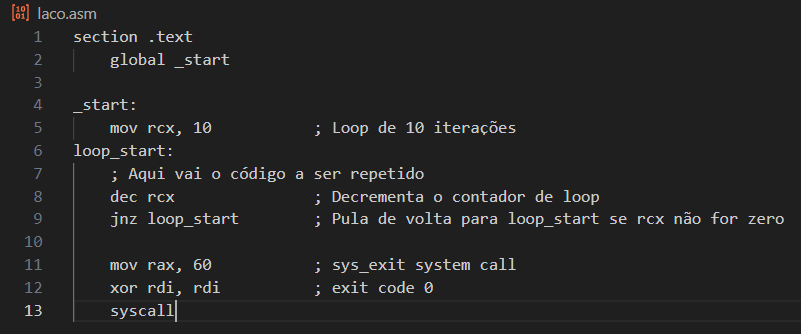 laco.asm
1 section .text
2 global _start
3
4 _start:
5 mov rcx, 10 ; Loop de 10 iterações
6 loop_start:
7 ; Aqui vai o código a ser repetido
8 dec rcx ; Decrementa o contador de loop
9 jnz loop_start ; Pula de volta para loop_start se rcx não for zero
10
11 mov rax, 60 ; sys_exit system call
12 xor rdi, rdi ; exit code 0
13 syscall